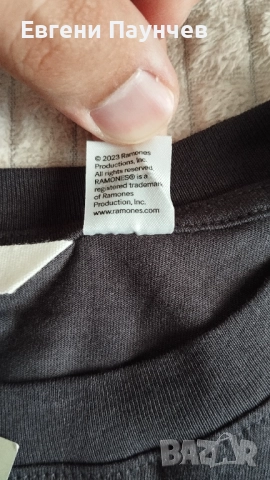 Евгени Паунчев
© 2023 Ramones
Productions, Inc.
All rights reserved.
RAMONES® is a
registered trademark
of Ramones
Production, Inc.
www.ramones.com
BAZAR